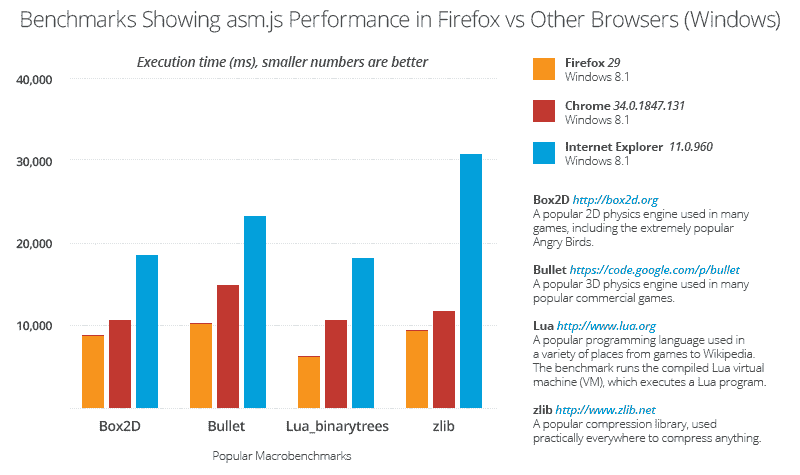 Benchmarks Showing asm.js Performance in Firefox vs Other Browsers (Windows)
Execution time (ms), smaller numbers are better
40,000
30,000
20,000
10,000
Box2D
Bullet
Lua_binarytrees
zlib
Popular Macrobenchmarks
Firefox 29
Windows 8.1
Chrome 34.0.1847.131
Windows 8.1
Internet Explorer 11.0.960
Windows 8.1
Box2D http://box2d.org
A popular 2D physics engine used in many
games, including the extremely popular
Angry Birds.
Bullet https://code.google.com/p/bullet
A popular 3D physics engine used in many
popular commercial games.
Lua http://www.lua.org
A popular programming language used in
a variety of places from games to Wikipedia.
The benchmark runs the compiled Lua virtual
machine (VM), which executes a Lua program.
zlib http://www.zlib.net
A popular compression library, used
practically everywhere to compress anything.